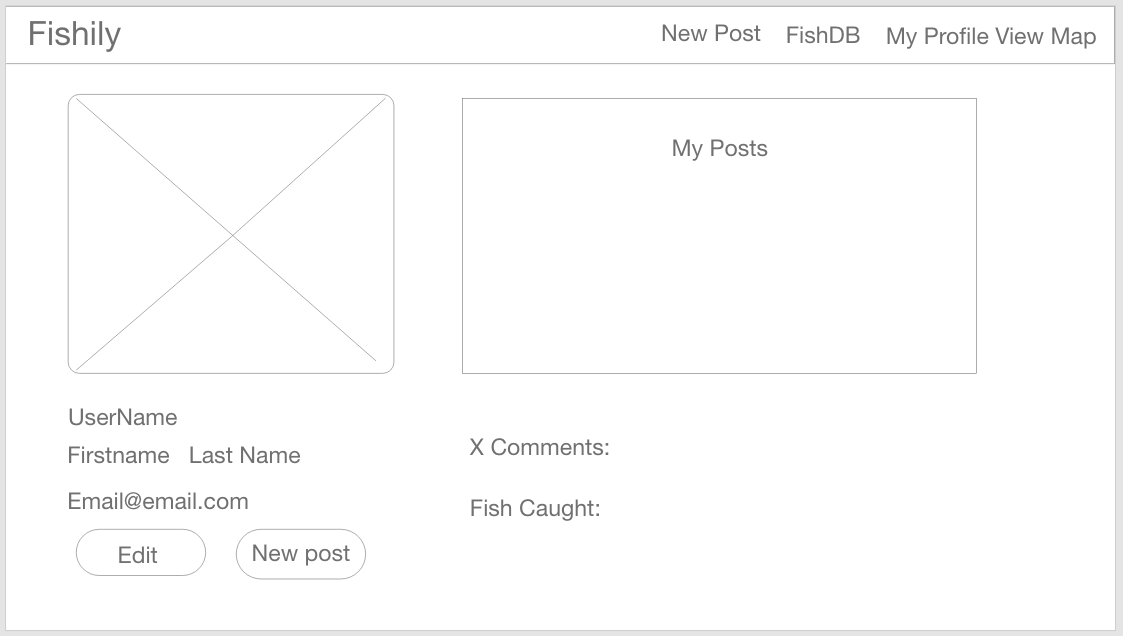 Fishily
New Post FishDB My Profile View Map
My Posts
UserName
Firstname Last Name
Email@email.com
Edit New post
X Comments:
Fish Caught: